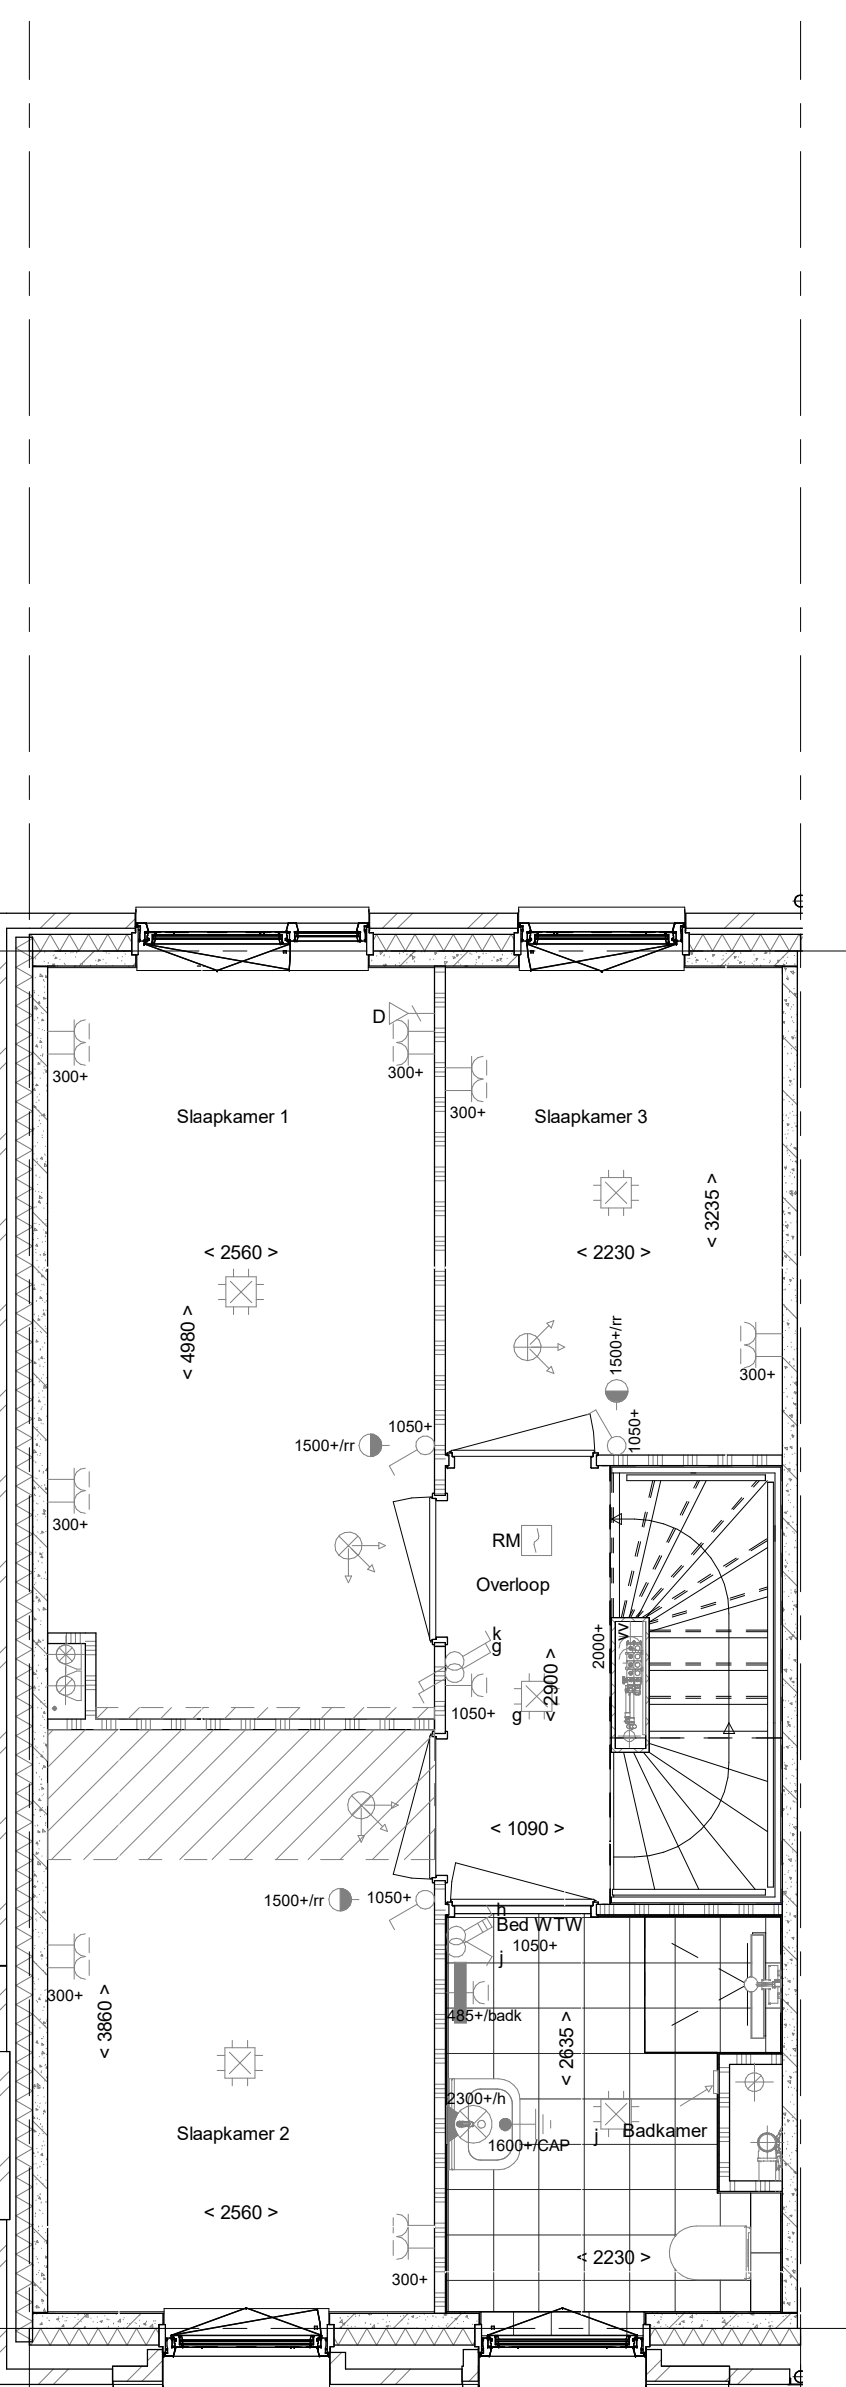 D
300+
300+
300+
Slaapkamer 1
Slaapkamer 3
< 3235 >
< 2560 >
< 2230 >
< 4980 >
1500+/rr
300+
1050+
1500+/rr
1050+
300+
RM
Overloop
k
g
2000+
VV
< 2900 >
1050+
g
< 1090 >
1500+/rr
1050+
h
Bed WTW
1050+
j
300+
485+/badk
< 3860 >
< 2635 >
2300+/h
1600+/CAP
j
Badkamer
Slaapkamer 2
< 2560 >
< 2230 >
300+